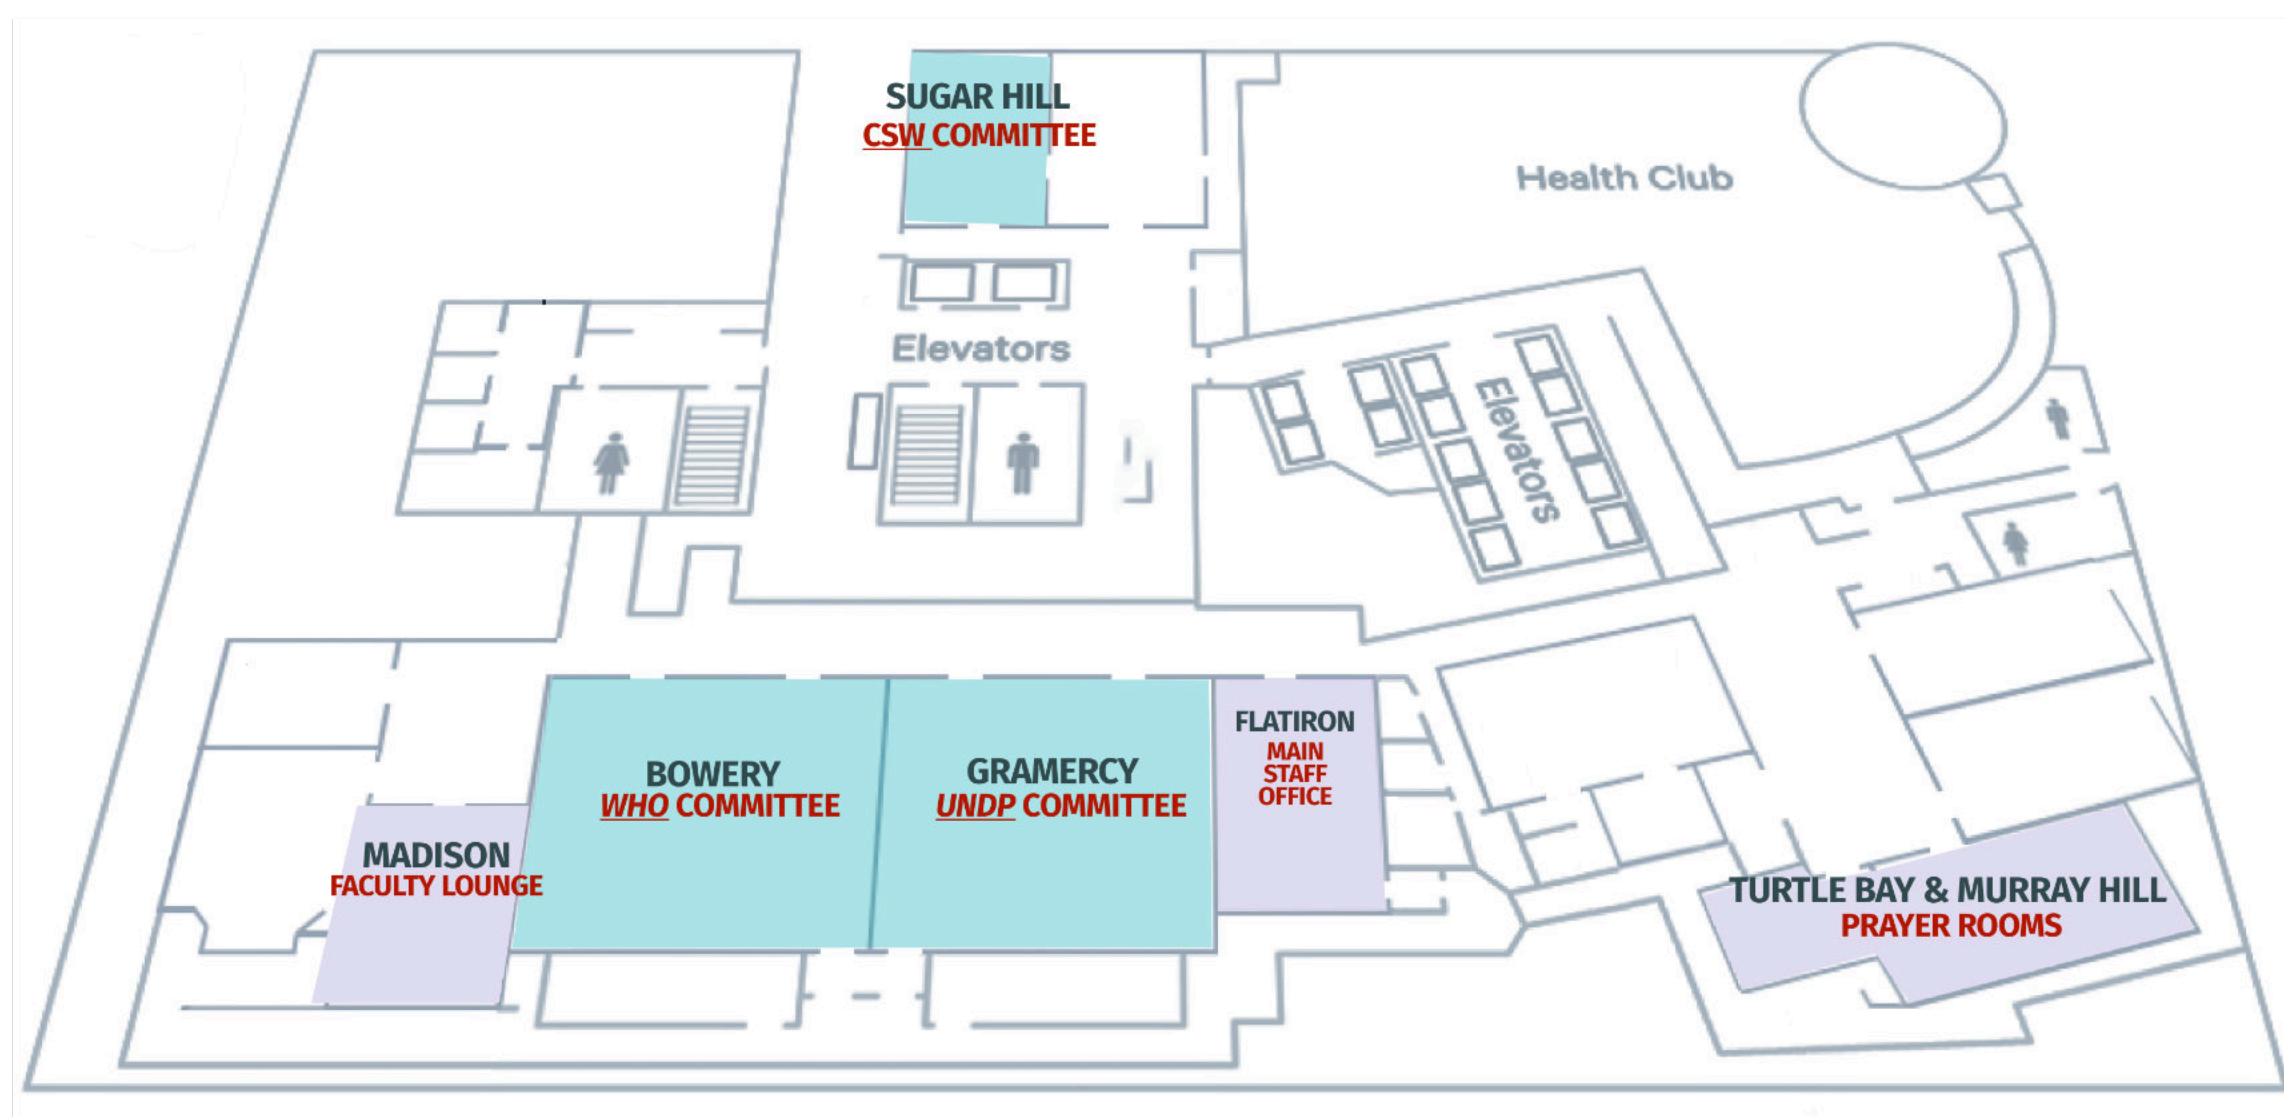 SUGAR HILL
CSW COMMITTEE
Health Club
Elevators
Elevators
BOWERY
WHO COMMITTEE
GRAMERCY
UNDP COMMITTEE
FLATIRON
MAIN
STAFF
OFFICE
MADISON
FACULTY LOUNGE
TURTLE BAY & MURRAY HILL
PRAYER ROOMS